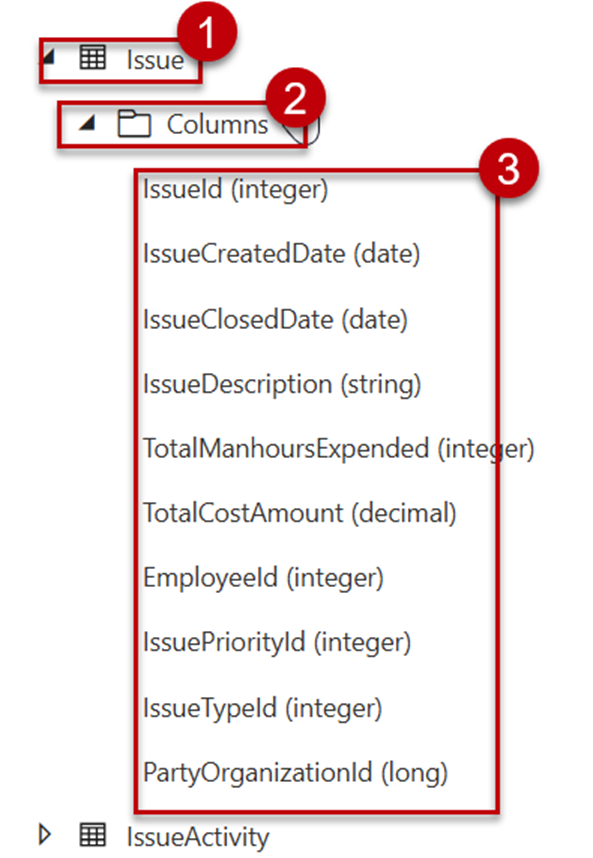 1
Issue
2
Columns
3
IssueId (integer)
IssueCreatedDate (date)
IssueClosedDate (date)
IssueDescription (string)
TotalManhoursExpended (integer)
TotalCostAmount (decimal)
EmployeeId (integer)
IssuePriorityId (integer)
IssueTypeId (integer)
PartyOrganizationId (long)
IssueActivity